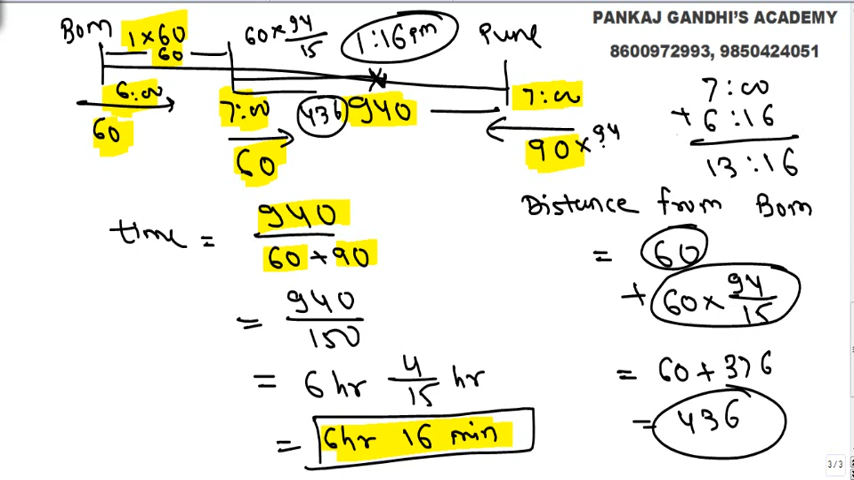 PANKAJ GANDHI'S ACADEMY
8600972993, 9850424051
Bom 1×60 60×94/15 1:16pm Pune
60
6:00 7:00 436 940 7:00
60 60 90×94
7:00
+ 6:16
13:16
time = 940/60+90
= 940/150
= 6 hr 4/15 hr
= 6hr 16 min
Distance from Bom
= 60
+ 60×94/15
= 60+376
= 436
3/3